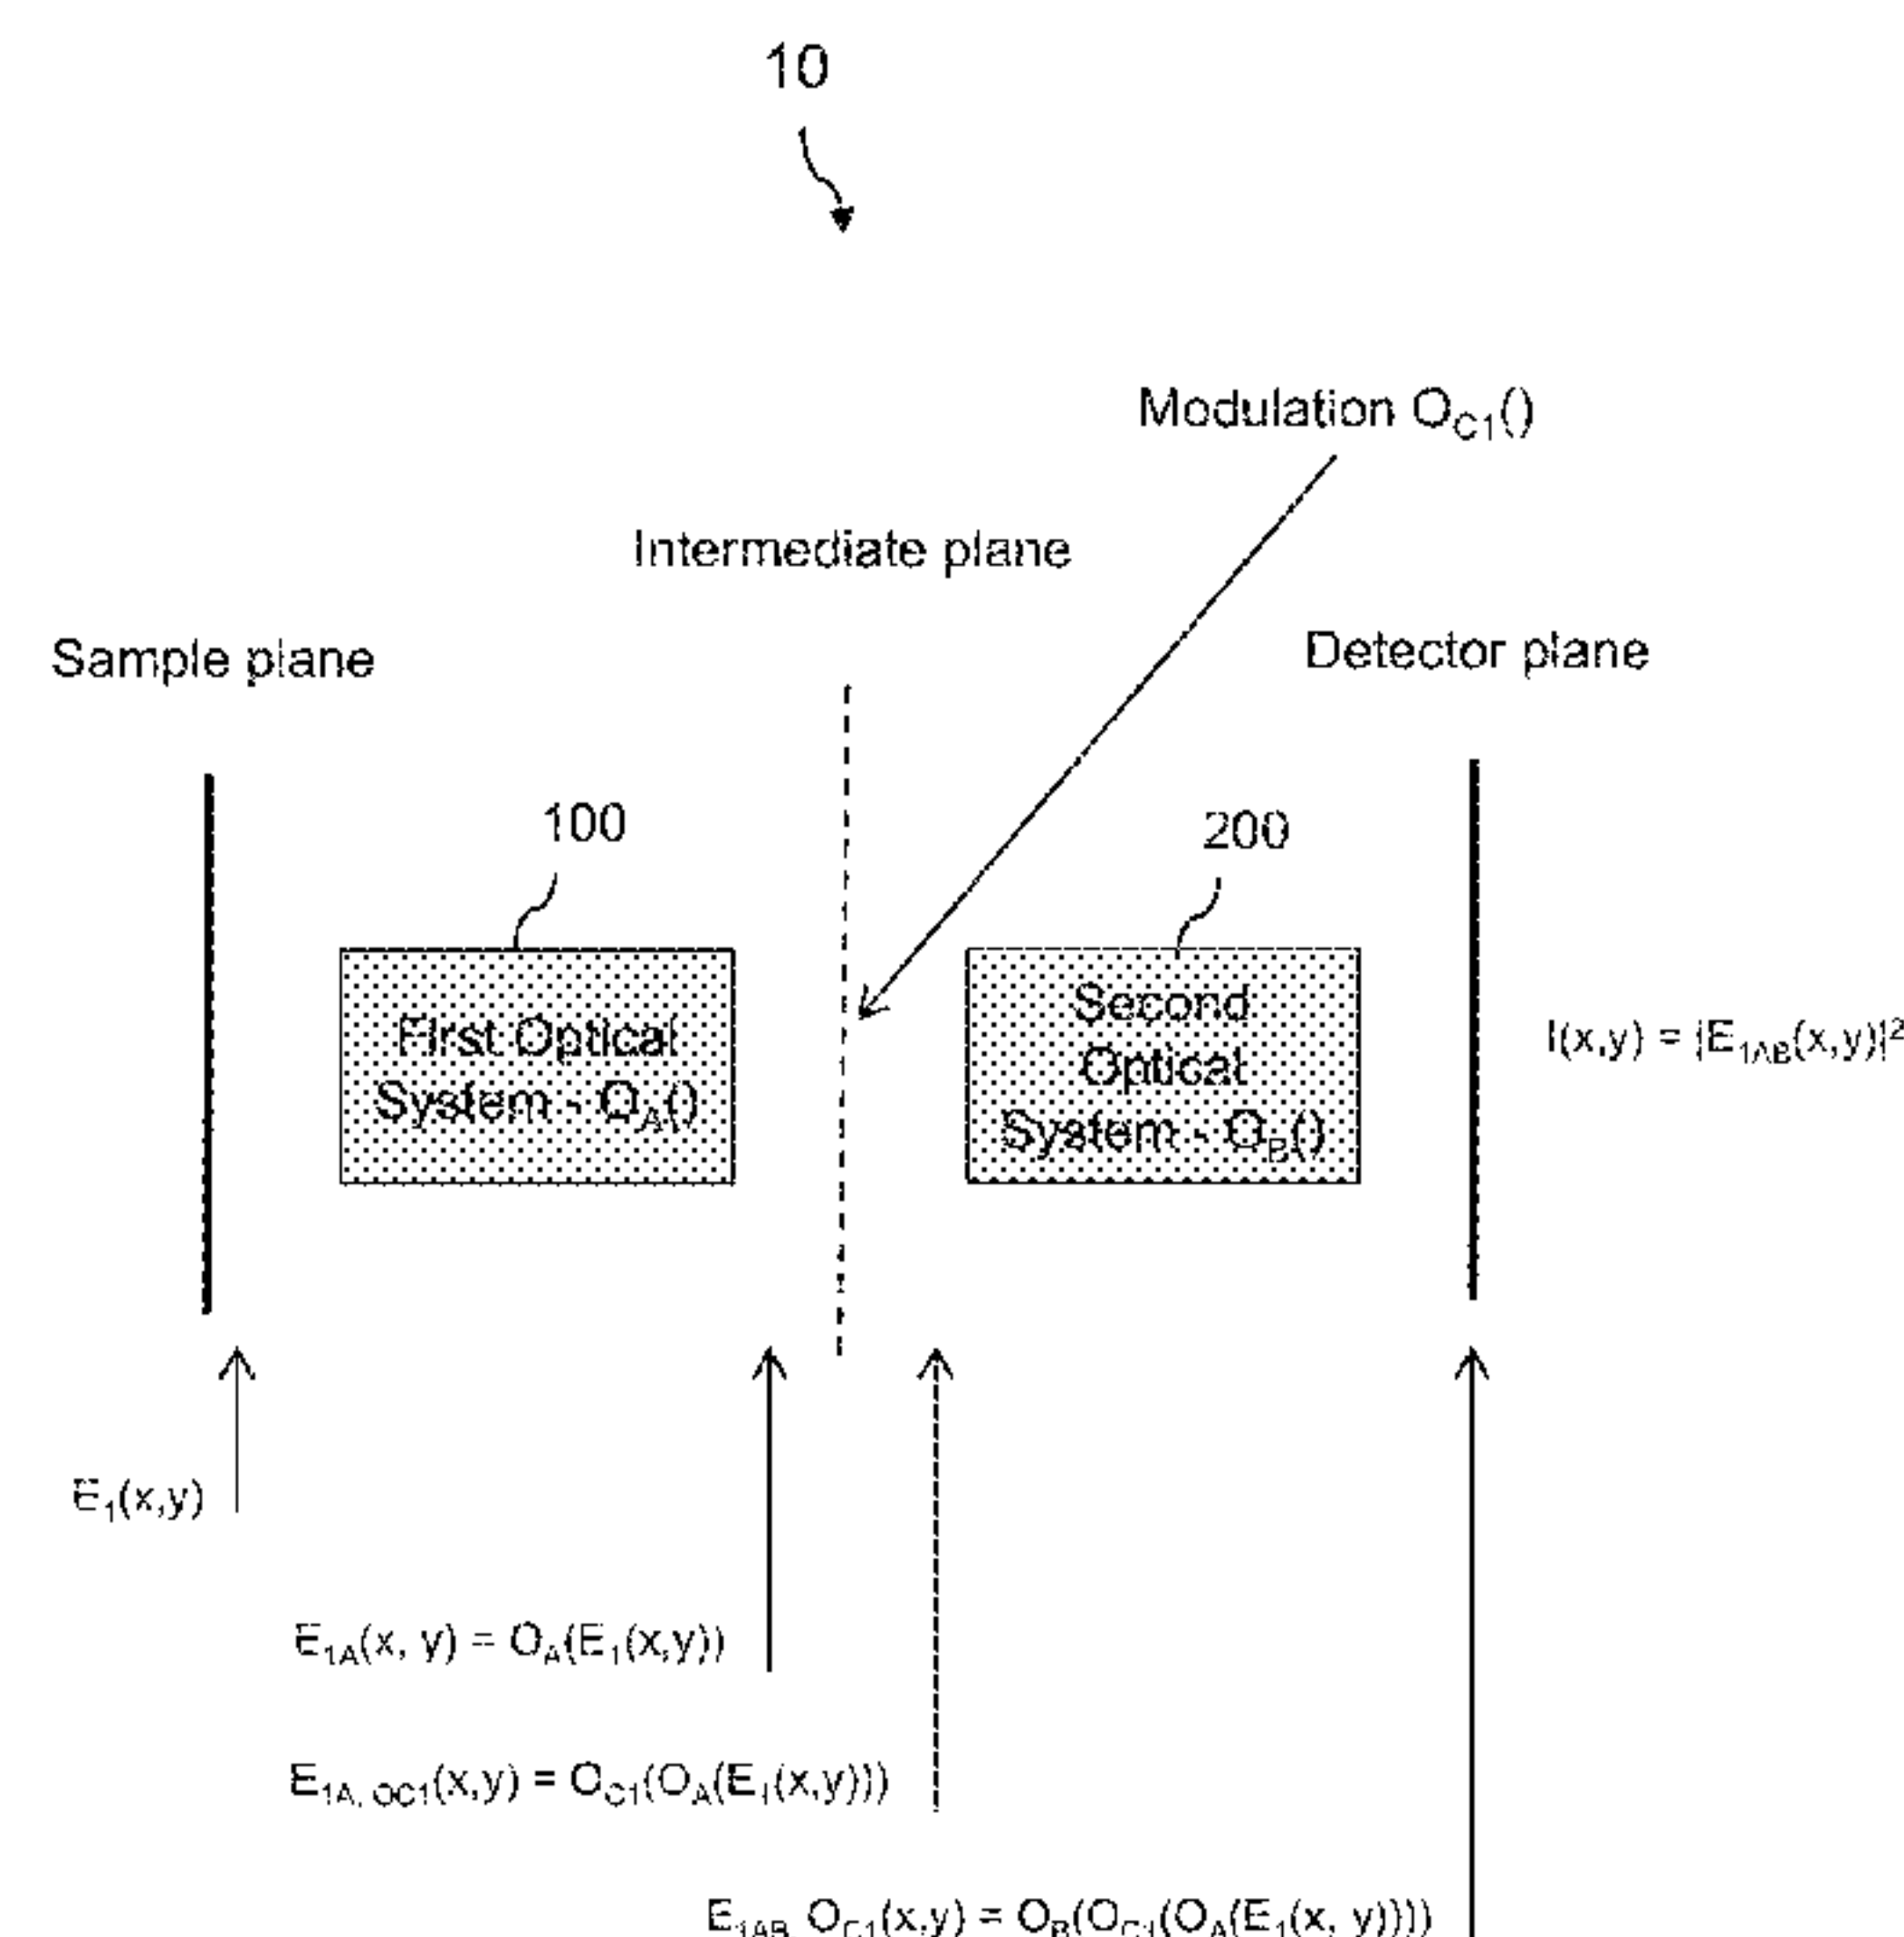 10
Modulation O_C1()
Intermediate plane
Sample plane
Detector plane
100
200
First Optical
System - O_A()
Second
Optical
System - O_B()
I(x,y) = |E_1AB(x,y)|²
E_1(x,y)
E_1A(x, y) = O_A(E_1(x,y))
E_1A, OC1(x,y) = O_C1(O_A(E_1(x,y)))
E_1AB O_C1(x,y) = O_B(O_C1(O_A(E_1(x, y))))